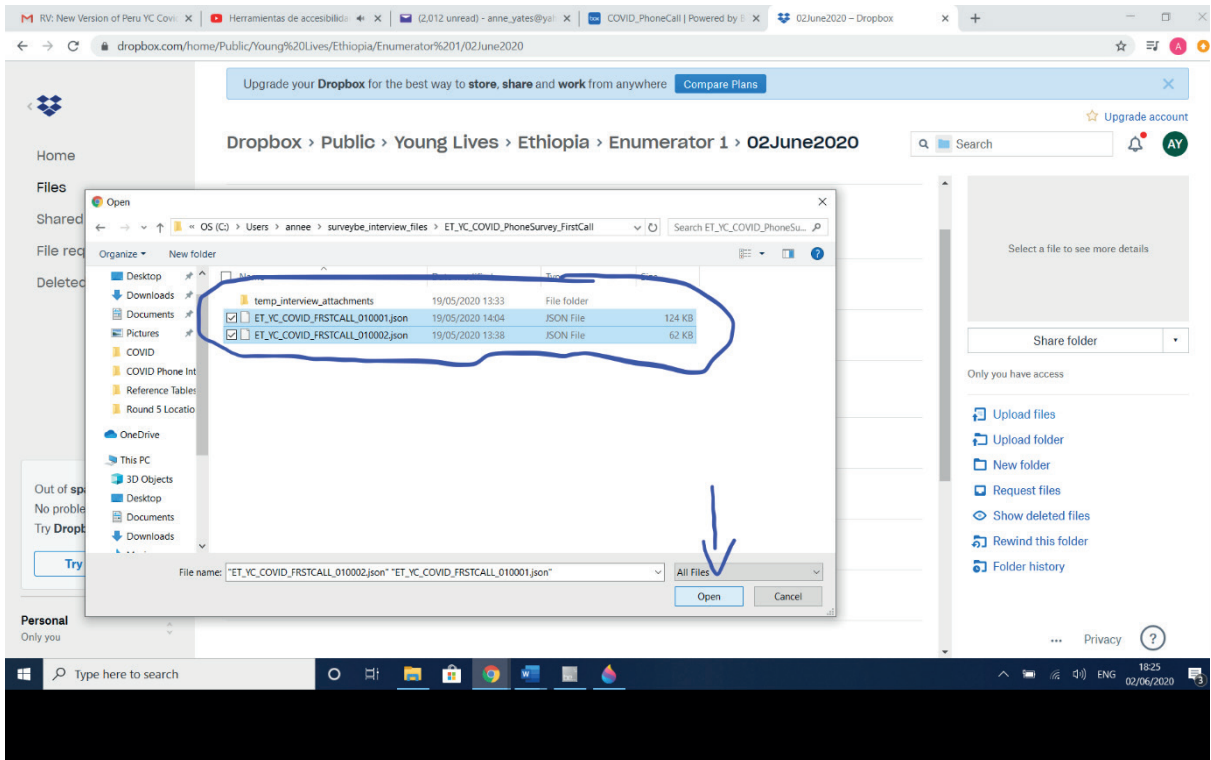 RV: New Version of Peru YC Covi
Herramientas de accesibilida
(2,012 unread) - anne_yates@ya
COVID_PhoneCall | Powered by B
02June2020 – Dropbox
dropbox.com/home/Public/Young%20Lives/Ethiopia/Enumerator%201/02June2020
A
Upgrade your Dropbox for the best way to store, share and work from anywhere
Compare Plans
Upgrade account
Dropbox > Public > Young Lives > Ethiopia > Enumerator 1 > 02June2020
Search
AY
Home
Files
Shared
File req
Deleted
Open
« OS (C:) > Users > annee > surveybe_interview_files > ET_YC_COVID_PhoneSurvey_FirstCall
Search ET_YC_COVID_PhoneSu...
Organize
New folder
Desktop
Downloads
Documents
Pictures
COVID
COVID Phone Int
Reference Tables
Round 5 Locatio
OneDrive
This PC
3D Objects
Desktop
Documents
Downloads
temp_interview_attachments 19/05/2020 13:33 File folder
ET_YC_COVID_FRSTCALL_010001.json 19/05/2020 14:04 JSON File 124 KB
ET_YC_COVID_FRSTCALL_010002.json 19/05/2020 13:38 JSON File 62 KB
File name: "ET_YC_COVID_FRSTCALL_010002.json" "ET_YC_COVID_FRSTCALL_010001.json"
All Files
Open
Cancel
Select a file to see more details
Share folder
Only you have access
Upload files
Upload folder
New folder
Request files
Show deleted files
Rewind this folder
Folder history
Out of spa
No proble
Try Dropb
Try
Personal
Only you
... Privacy ?
Type here to search
ENG
18:25
02/06/2020
3